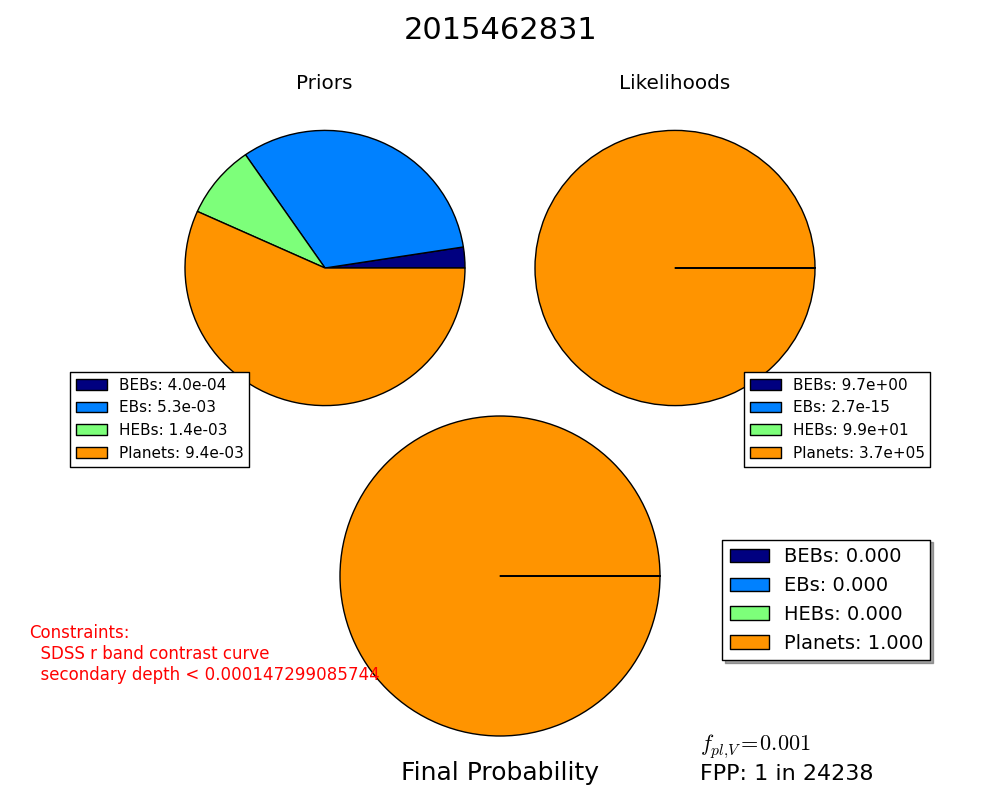 2015462831
Priors
Likelihoods
BEBs: 4.0e-04
EBs: 5.3e-03
HEBs: 1.4e-03
Planets: 9.4e-03
BEBs: 9.7e+00
EBs: 2.7e-15
HEBs: 9.9e+01
Planets: 3.7e+05
BEBs: 0.000
EBs: 0.000
HEBs: 0.000
Planets: 1.000
Constraints:
SDSS r band contrast curve
secondary depth < 0.000147299085744
f_{pl,V}=0.001
Final Probability
FPP: 1 in 24238